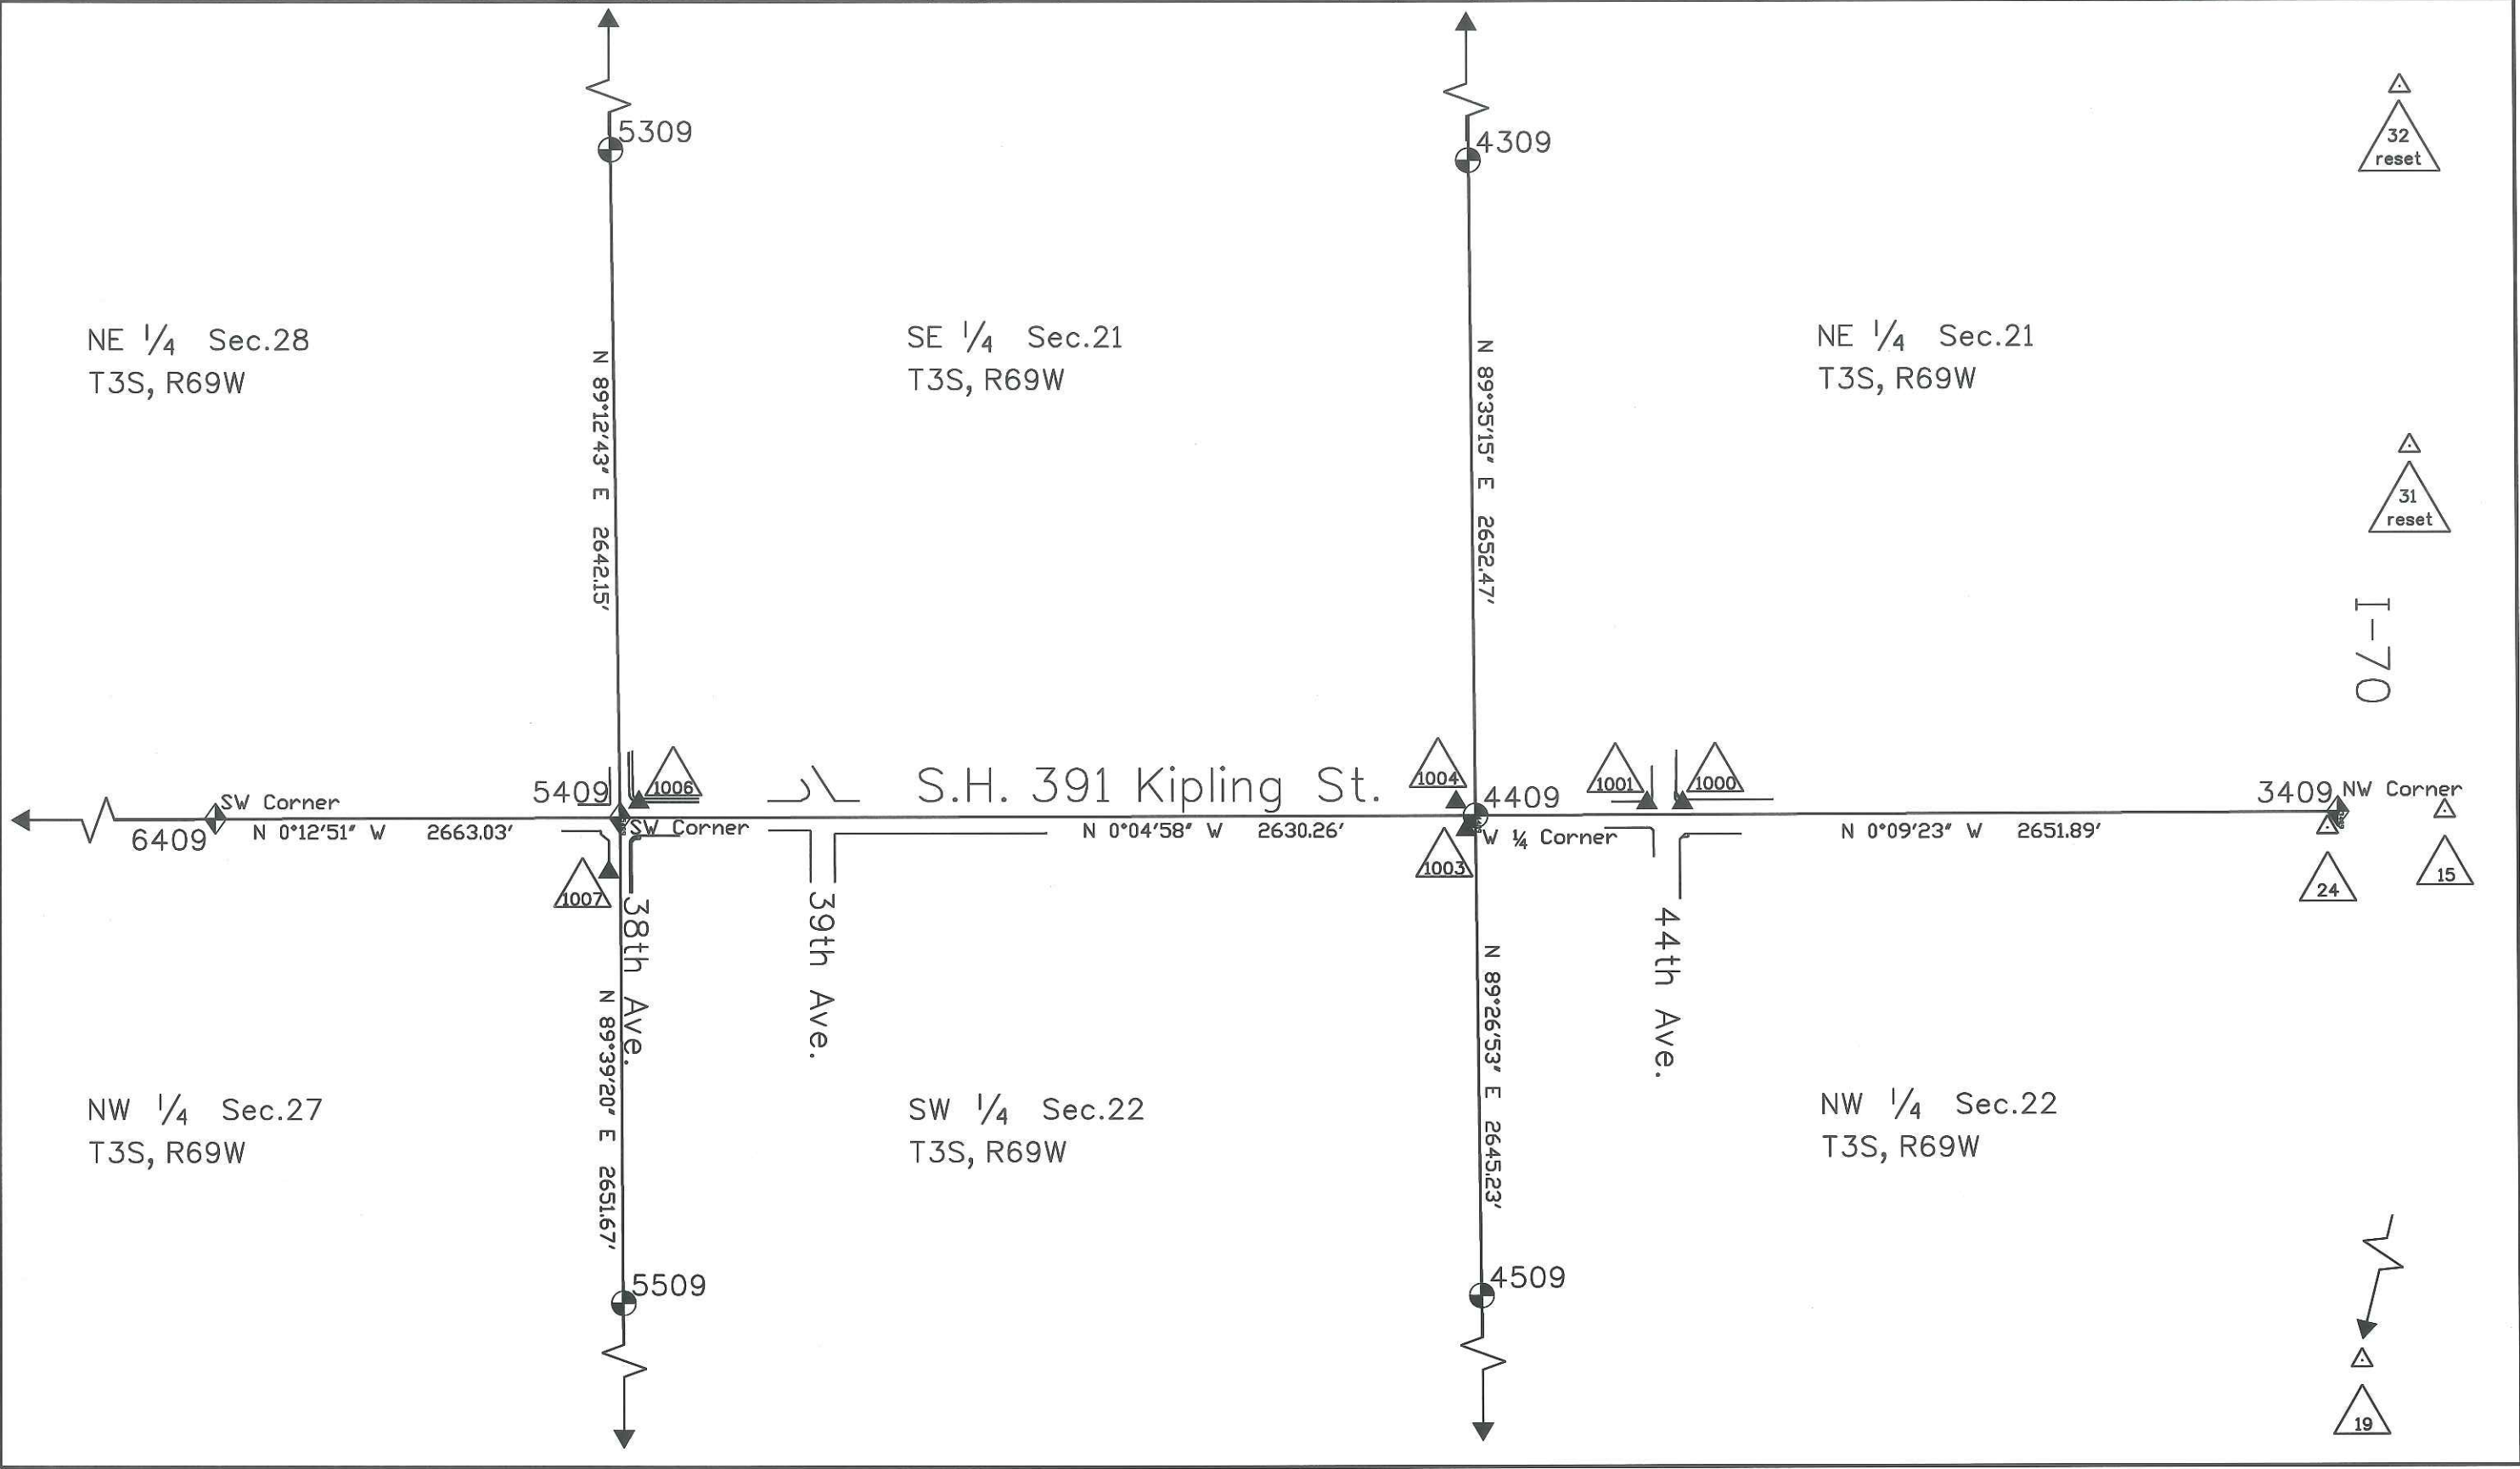 5309
4309
32
reset
NE 1/4 Sec.28
T3S, R69W
SE 1/4 Sec.21
T3S, R69W
NE 1/4 Sec.21
T3S, R69W
N 89°12'43" E 2642.15'
N 89°35'15" E 2652.47'
31
reset
I-70
5409
1006
S.H. 391 Kipling St.
1004
4409
1001
1000
3409
NW Corner
SW Corner
6409
N 0°12'51" W 2663.03'
SW Corner
N 0°04'58" W 2630.26'
W 1/4 Corner
N 0°09'23" W 2651.89'
1007
1003
24
15
38th Ave.
39th Ave.
44th Ave.
N 89°39'20" E 2651.67'
N 89°26'53" E 2645.23'
NW 1/4 Sec.27
T3S, R69W
SW 1/4 Sec.22
T3S, R69W
NW 1/4 Sec.22
T3S, R69W
5509
4509
19